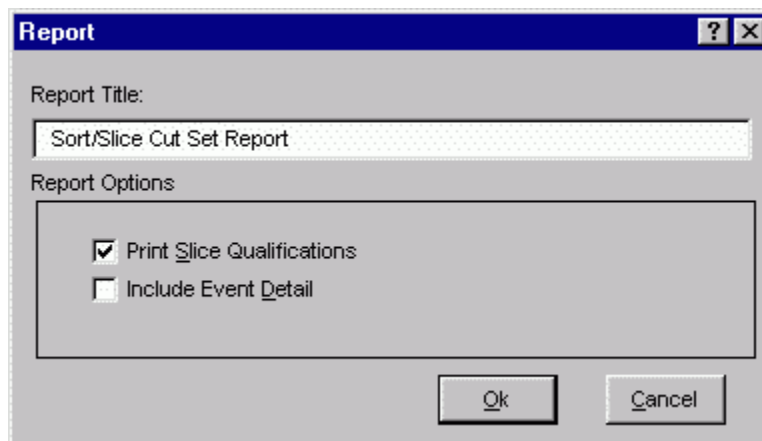 Report
Report Title:
Sort/Slice Cut Set Report
Report Options
Print Slice Qualifications
Include Event Detail
Ok Cancel